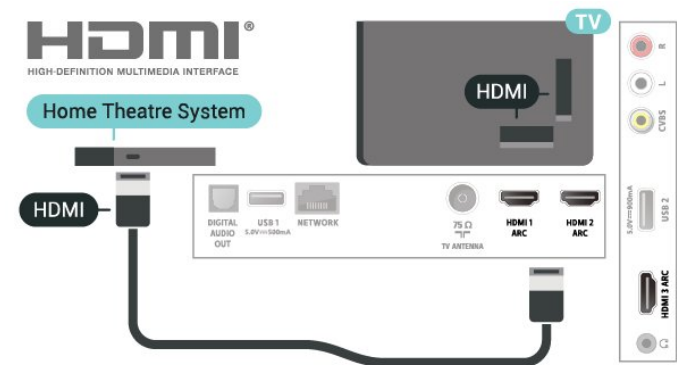 HDMI®
HIGH-DEFINITION MULTIMEDIA INTERFACE
TV
Home Theatre System
HDMI
HDMI
DIGITAL
AUDIO
OUT
USB 1
5.0V⎓500mA
NETWORK
75 Ω
TV ANTENNA
HDMI 1
ARC
HDMI 2
ARC
R
L
CVBS
5.0V⎓900mA
USB 2
HDMI 3 ARC